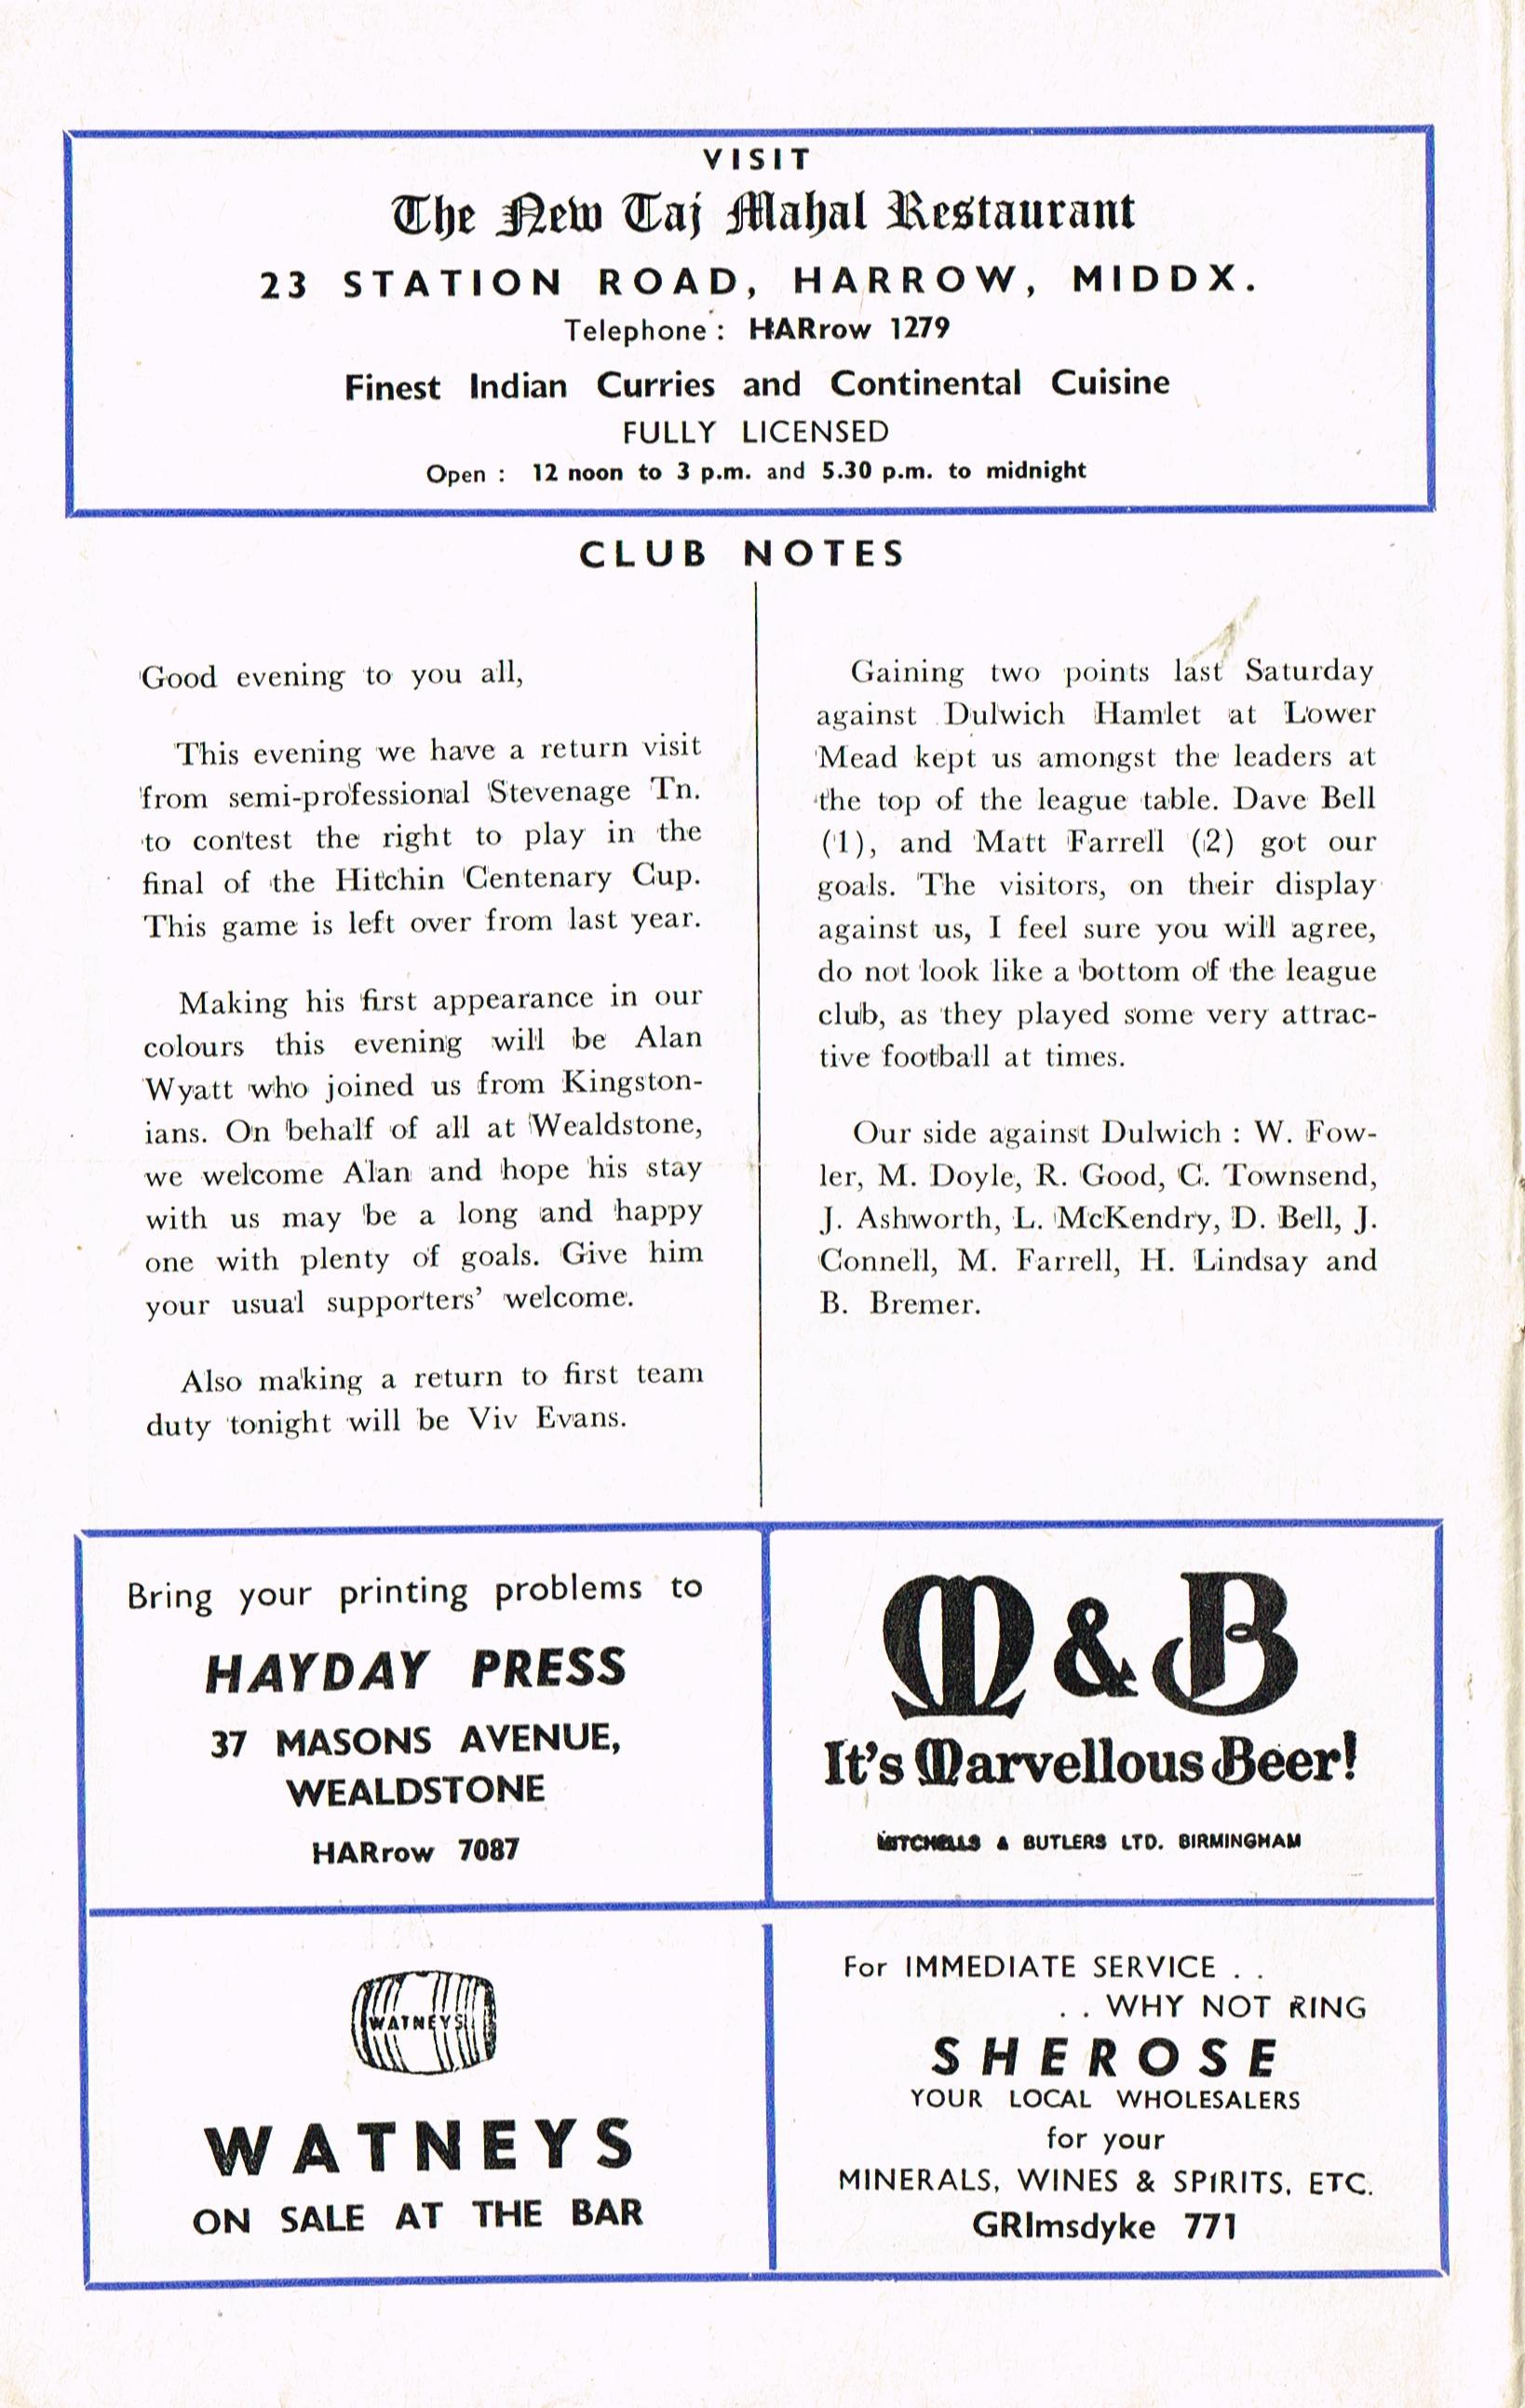 VISIT
The New Taj Mahal Restaurant
23 STATION ROAD, HARROW, MIDDX.
Telephone : HARrow 1279
Finest Indian Curries and Continental Cuisine
FULLY LICENSED
Open : 12 noon to 3 p.m. and 5.30 p.m. to midnight
CLUB NOTES
Good evening to you all,
This evening we have a return visit
from semi-professional Stevenage Tn.
to contest the right to play in the
final of the Hitchin Centenary Cup.
This game is left over from last year.
Making his first appearance in our
colours this evening will be Alan
Wyatt who joined us from Kingston-
ians. On behalf of all at Wealdstone,
we welcome Alan and hope his stay
with us may be a long and happy
one with plenty of goals. Give him
your usual supporters' welcome.
Also making a return to first team
duty tonight will be Viv Evans.
Gaining two points last Saturday
against Dulwich Hamlet at Lower
Mead kept us amongst the leaders at
the top of the league table. Dave Bell
(1), and Matt Farrell (2) got our
goals. The visitors, on their display
against us, I feel sure you will agree,
do not look like a bottom of the league
club, as they played some very attrac-
tive football at times.
Our side against Dulwich : W. Fow-
ler, M. Doyle, R. Good, C. Townsend,
J. Ashworth, L. McKendry, D. Bell, J.
Connell, M. Farrell, H. Lindsay and
B. Bremer.
Bring your printing problems to
HAYDAY PRESS
37 MASONS AVENUE,
WEALDSTONE
HARrow 7087
M & B
It's Marvellous Beer!
MITCHELLS & BUTLERS LTD. BIRMINGHAM
WATNEYS
WATNEYS
ON SALE AT THE BAR
For IMMEDIATE SERVICE . .
. . WHY NOT RING
SHEROSE
YOUR LOCAL WHOLESALERS
for your
MINERALS, WINES & SPIRITS, ETC.
GRImsdyke 771